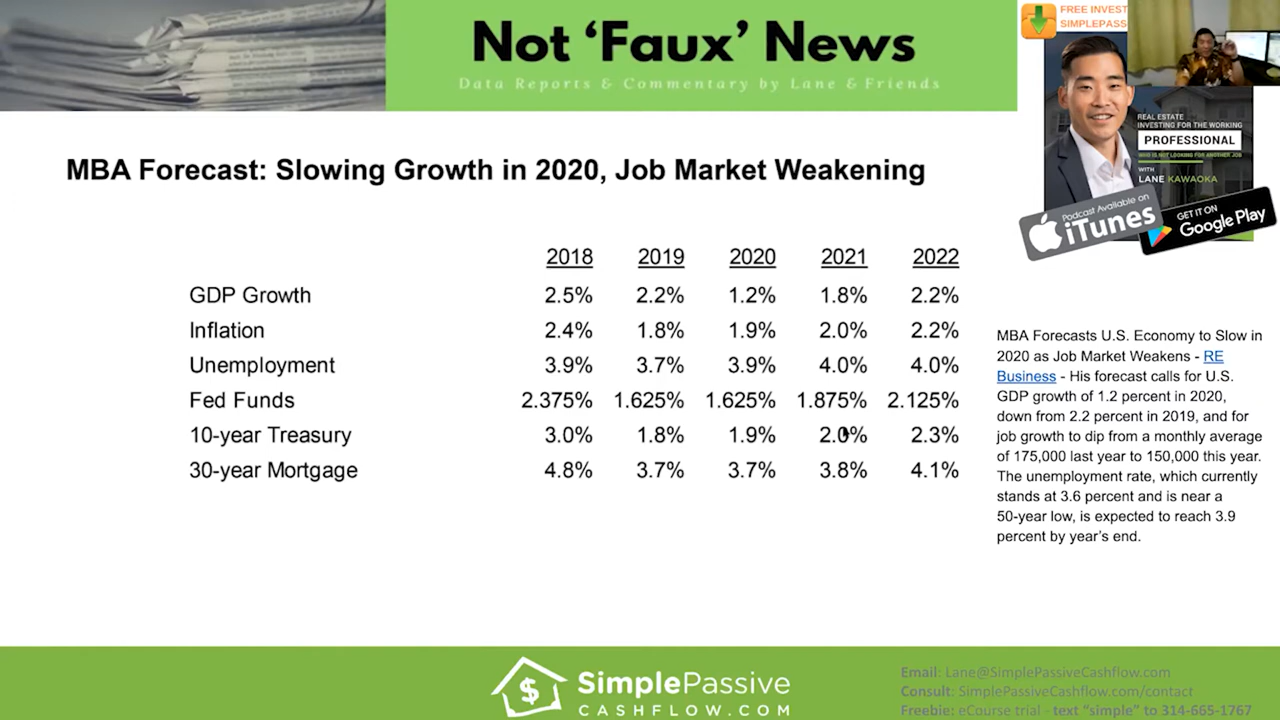 Not ‘Faux’ News
Data Reports & Commentary by Lane & Friends
FREE INVEST
SIMPLEPASS
REAL ESTATE
INVESTING FOR THE WORKING
PROFESSIONAL
WHO IS NOT LOOKING FOR ANOTHER JOB
WITH
LANE KAWAOKA
Podcast Available on
iTunes
GET IT ON
Google Play
MBA Forecast: Slowing Growth in 2020, Job Market Weakening
2018 2019 2020 2021 2022
GDP Growth 2.5% 2.2% 1.2% 1.8% 2.2%
Inflation 2.4% 1.8% 1.9% 2.0% 2.2%
Unemployment 3.9% 3.7% 3.9% 4.0% 4.0%
Fed Funds 2.375% 1.625% 1.625% 1.875% 2.125%
10-year Treasury 3.0% 1.8% 1.9% 2.0% 2.3%
30-year Mortgage 4.8% 3.7% 3.7% 3.8% 4.1%
MBA Forecasts U.S. Economy to Slow in
2020 as Job Market Weakens - RE
Business - His forecast calls for U.S.
GDP growth of 1.2 percent in 2020,
down from 2.2 percent in 2019, and for
job growth to dip from a monthly average
of 175,000 last year to 150,000 this year.
The unemployment rate, which currently
stands at 3.6 percent and is near a
50-year low, is expected to reach 3.9
percent by year’s end.
SimplePassive
CASHFLOW.COM
Email: Lane@SimplePassiveCashflow.com
Consult: SimplePassiveCashflow.com/contact
Freebie: eCourse trial - text “simple” to 314-665-1767